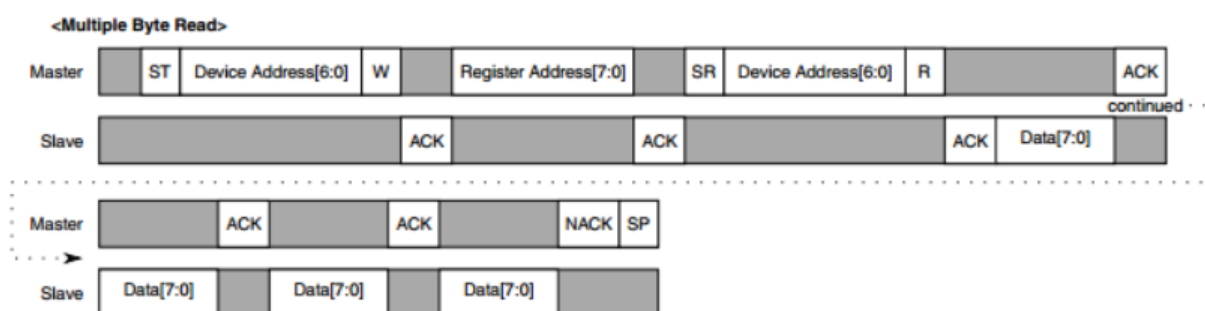 <Multiple Byte Read>
Master ST Device Address[6:0] W Register Address[7:0] SR Device Address[6:0] R ACK
continued
Slave ACK ACK ACK Data[7:0]
Master ACK ACK NACK SP
Slave Data[7:0] Data[7:0] Data[7:0]